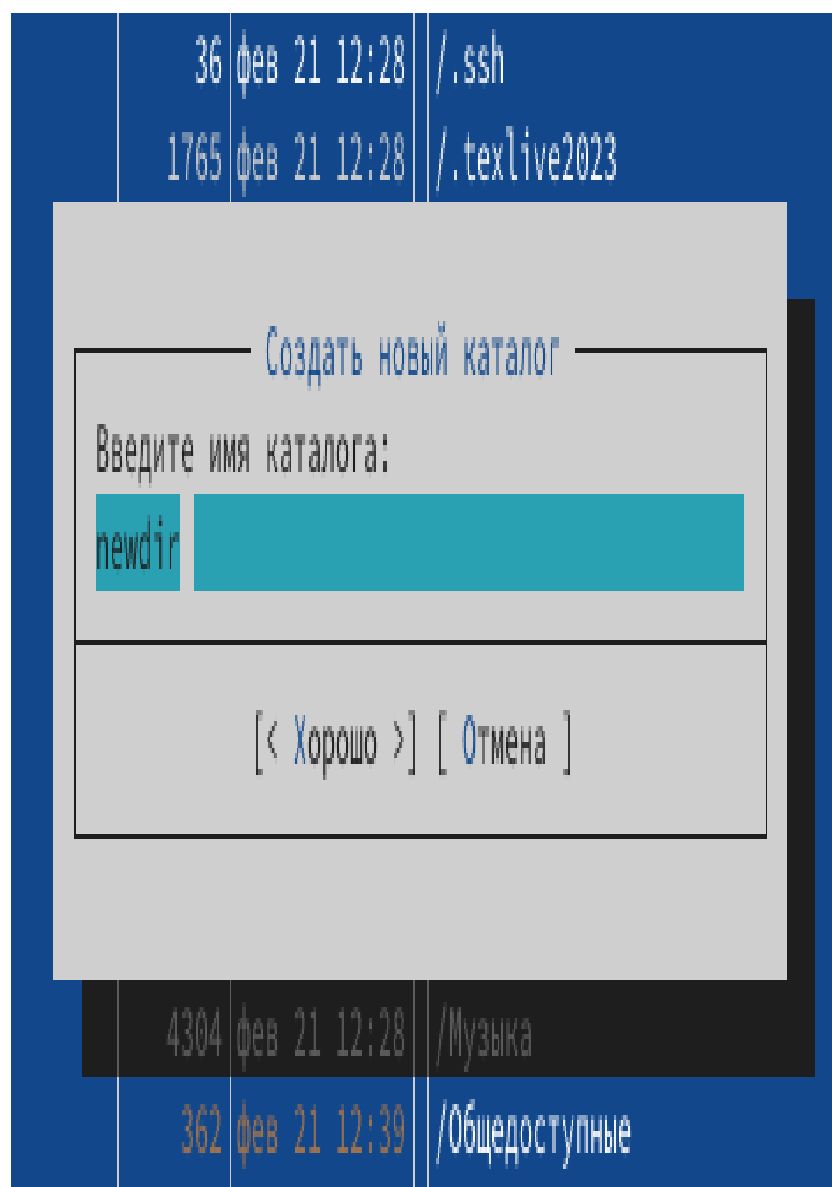 36 фев 21 12:28 /.ssh
1765 фев 21 12:28 /.texlive2023
Создать новый каталог
Введите имя каталога:
newdir
[< Хорошо >] [ Отмена ]
4304 фев 21 12:28 /Музыка
362 фев 21 12:39 /Общедоступные